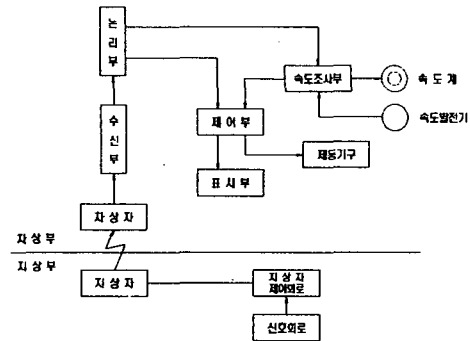 논 리 부
속도조사부
속 도 계
수 신 부
제 어 부
속도발전기
제동기구
표 시 부
차 상 자
차 상 부
지 상 부
지 상 자
지 상 자
제어회로
신호회로